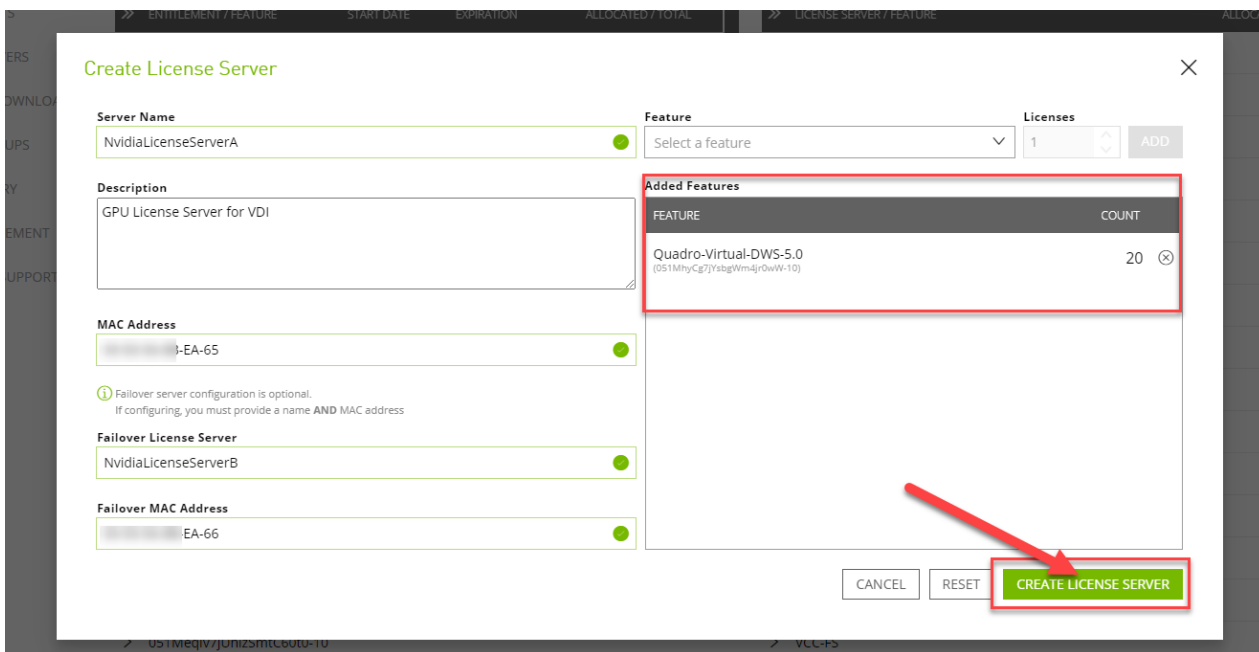 ENTITLEMENT / FEATURE START DATE EXPIRATION ALLOCATED / TOTAL LICENSE SERVER / FEATURE
Create License Server
Server Name
NvidiaLicenseServerA
Description
GPU License Server for VDI
MAC Address
-EA-65
Failover server configuration is optional.
If configuring, you must provide a name AND MAC address
Failover License Server
NvidiaLicenseServerB
Failover MAC Address
-EA-66
Feature Licenses
Select a feature 1 ADD
Added Features
FEATURE COUNT
Quadro-Virtual-DWS-5.0 20
(051MhyCg7jYsbgWm4jr0wW-10)
CANCEL RESET CREATE LICENSE SERVER
VCC-FS